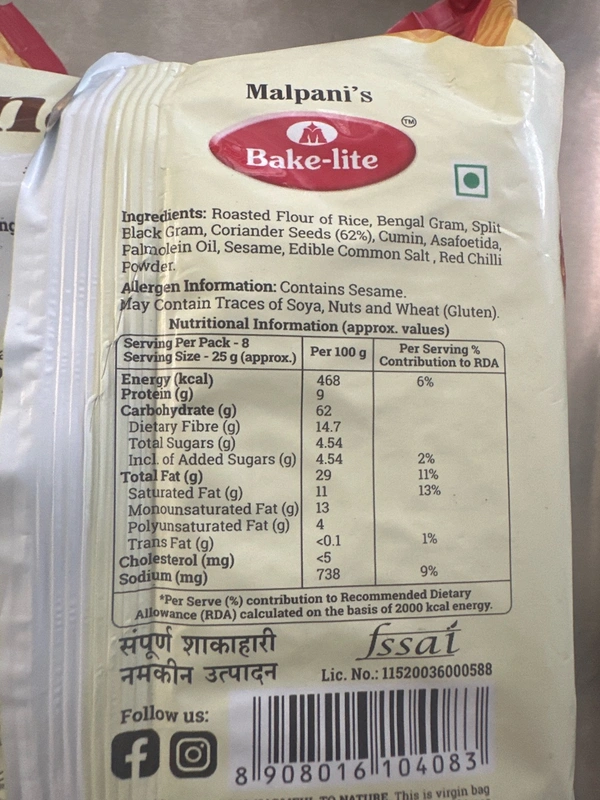 Malpani's
TM
Bake-lite
Ingredients: Roasted Flour of Rice, Bengal Gram, Split
Black Gram, Coriander Seeds (62%), Cumin, Asafoetida,
Palmolein Oil, Sesame, Edible Common Salt , Red Chilli
Powder.
Allergen Information: Contains Sesame.
May Contain Traces of Soya, Nuts and Wheat (Gluten).
Nutritional Information (approx. values)
Serving Per Pack - 8
Serving Size - 25 g (approx.) Per 100 g Per Serving % Contribution to RDA
Energy (kcal) 468 6%
Protein (g) 9
Carbohydrate (g) 62
Dietary Fibre (g) 14.7
Total Sugars (g) 4.54
Incl. of Added Sugars (g) 4.54 2%
Total Fat (g) 29 11%
Saturated Fat (g) 11 13%
Monounsaturated Fat (g) 13
Polyunsaturated Fat (g) 4
Trans Fat (g) <0.1 1%
Cholesterol (mg) <5
Sodium (mg) 738 9%
*Per Serve (%) contribution to Recommended Dietary
Allowance (RDA) calculated on the basis of 2000 kcal energy.
संपूर्ण शाकाहारी
नमकीन उत्पादन
fssai
Lic. No.: 11520036000588
Follow us:
8 908016 104083
TO NATURE This is virgin bag